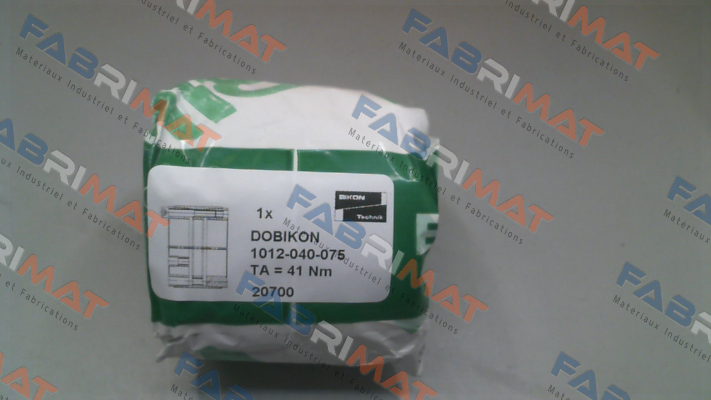 1x
BIKON
Technik
DOBIKON
1012-040-075
TA = 41 Nm
20700
FABRIMAT
Materiaux Industriel et Fabrications